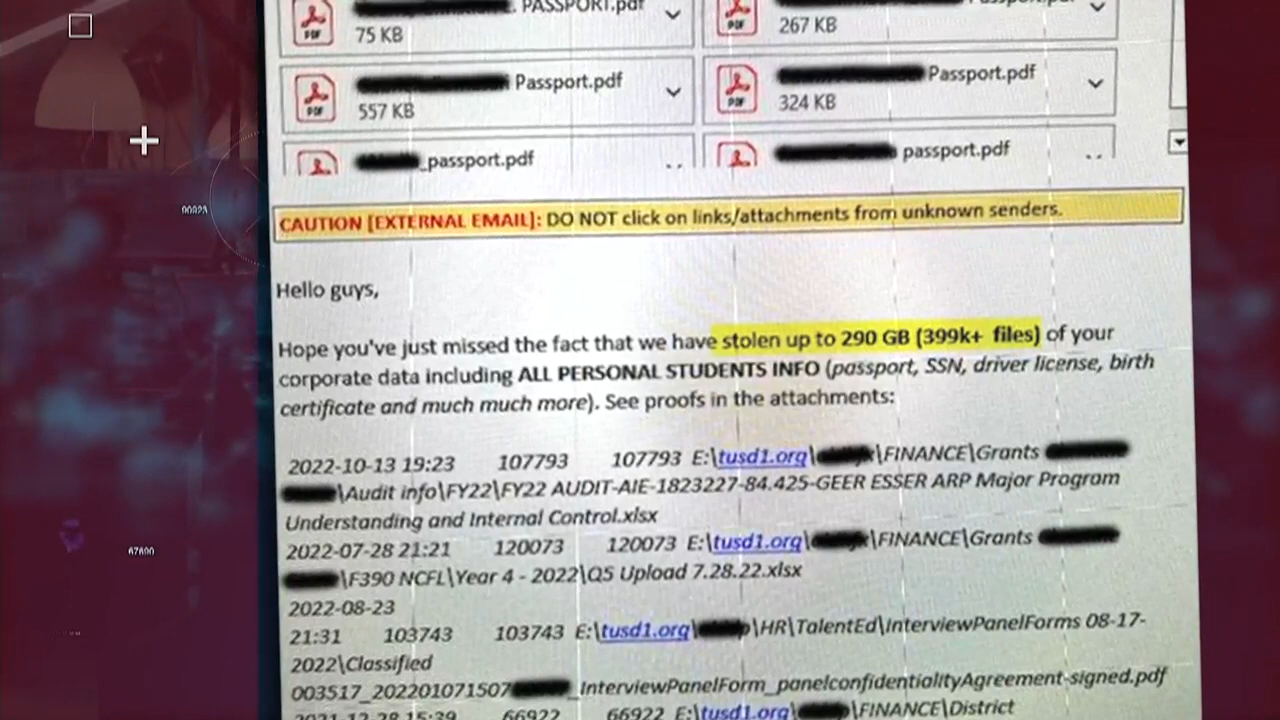 PASSPORT.pdf
75 KB
267 KB
Passport.pdf
557 KB
Passport.pdf
324 KB
_passport.pdf
passport.pdf
CAUTION [EXTERNAL EMAIL]: DO NOT click on links/attachments from unknown senders.
Hello guys,
Hope you've just missed the fact that we have stolen up to 290 GB (399k+ files) of your
corporate data including ALL PERSONAL STUDENTS INFO (passport, SSN, driver license, birth
certificate and much much more). See proofs in the attachments:
2022-10-13 19:23 107793 107793 E:\tusd1.org\ \FINANCE\Grants
\Audit info\FY22\FY22 AUDIT-AIE-1823227-84.425-GEER ESSER ARP Major Program
Understanding and Internal Control.xlsx
2022-07-28 21:21 120073 120073 E:\tusd1.org\ \FINANCE\Grants
\F390 NCFL\Year 4 - 2022\Q5 Upload 7.28.22.xlsx
2022-08-23
21:31 103743 103743 E:\tusd1.org\ \HR\TalentEd\InterviewPanelForms 08-17-
2022\Classified
003517_202201071507 _InterviewPanelForm_panelconfidentialityAgreement-signed.pdf
2021-12-28 15:39 66922 66922 E:\tusd1.org\ \FINANCE\District